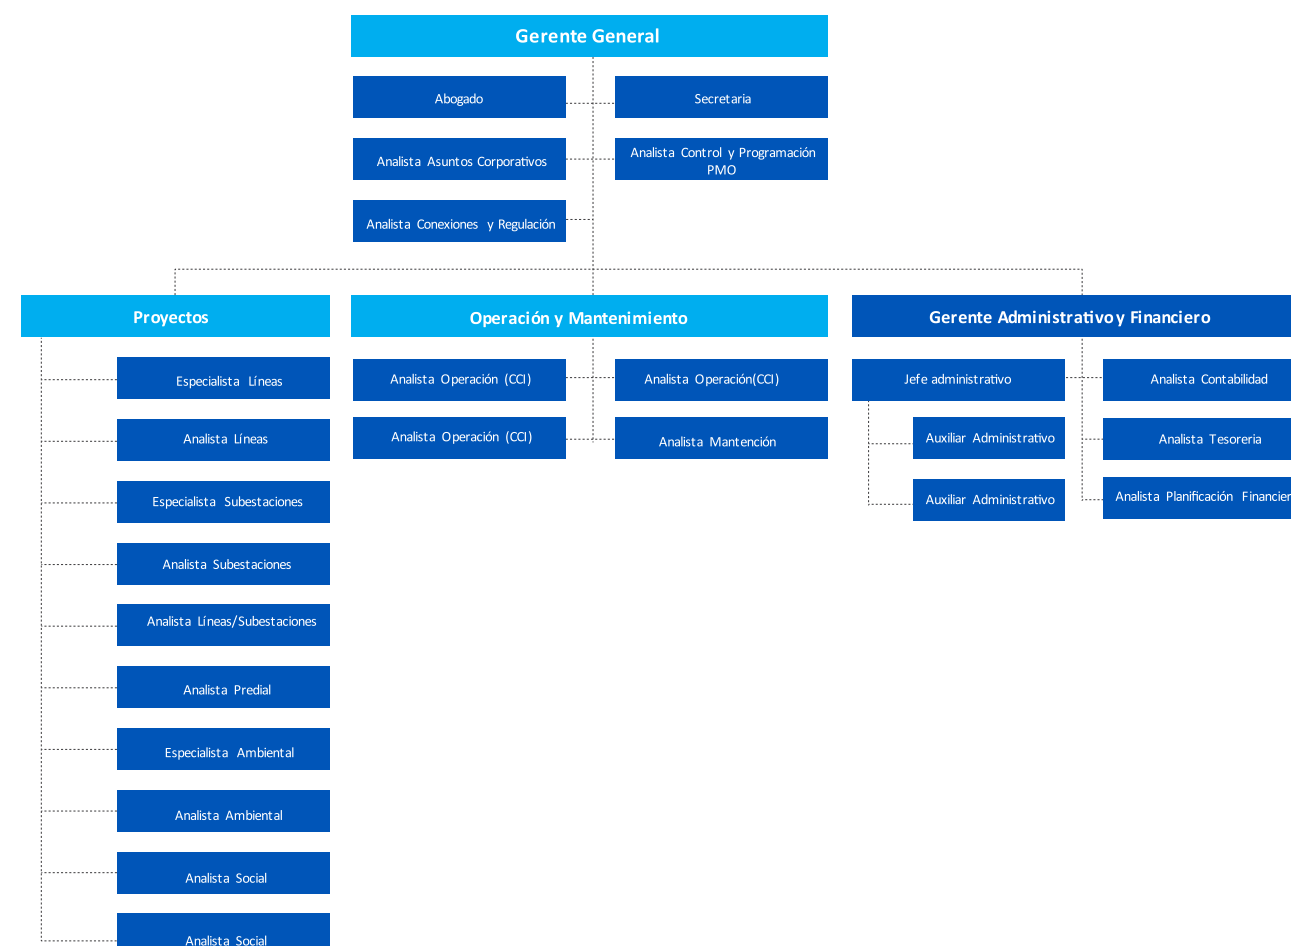 Gerente General
Abogado
Secretaria
Analista Asuntos Corporativos
Analista Control y Programación
PMO
Analista Conexiones y Regulación
Proyectos
Operación y Mantenimiento
Gerente Administrativo y Financiero
Especialista Líneas
Analista Líneas
Especialista Subestaciones
Analista Subestaciones
Analista Líneas/Subestaciones
Analista Predial
Especialista Ambiental
Analista Ambiental
Analista Social
Analista Social
Analista Operación (CCI)
Analista Operación(CCI)
Analista Operación (CCI)
Analista Mantención
Jefe administrativo
Auxiliar Administrativo
Auxiliar Administrativo
Analista Contabilidad
Analista Tesoreria
Analista Planificación Financier